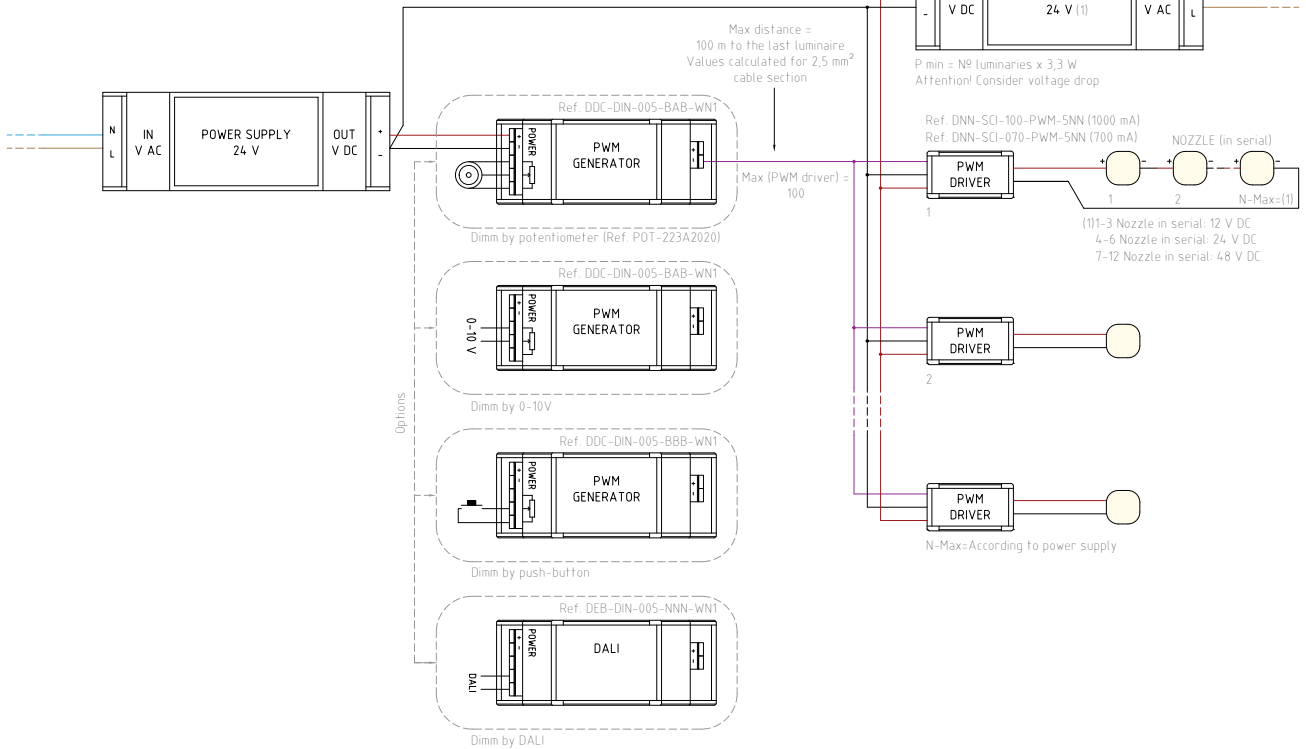 -
V DC
24 V (1)
V AC
L
P min = Nº luminaries x 3,3 W
Attention! Consider voltage drop
Max distance =
100 m to the last luminaire
Values calculated for 2,5 mm²
cable section
N
L
IN
V AC
POWER SUPPLY
24 V
OUT
V DC
+
-
Ref. DDC-DIN-005-BAB-WN1
+ -
POWER
PWM
GENERATOR
+ -
Dimm by potentiometer (Ref. POT-223A2020)
Max (PWM driver) =
100
Ref. DNN-SCI-100-PWM-5NN (1000 mA)
Ref. DNN-SCI-070-PWM-5NN (700 mA)
NOZZLE (in serial)
PWM
DRIVER
1
+ - + - + -
1 2 N-Max=(1)
(1)1-3 Nozzle in serial: 12 V DC
4-6 Nozzle in serial: 24 V DC
7-12 Nozzle in serial: 48 V DC
Options
Ref. DDC-DIN-005-BAB-WN1
0-10 V
+ -
POWER
PWM
GENERATOR
+ -
Dimm by 0-10V
PWM
DRIVER
2
Ref. DDC-DIN-005-BBB-WN1
+ -
POWER
PWM
GENERATOR
+ -
Dimm by push-button
PWM
DRIVER
N-Max=According to power supply
Ref. DEB-DIN-005-NNN-WN1
+ -
POWER
DALI
DALI
+ -
Dimm by DALI